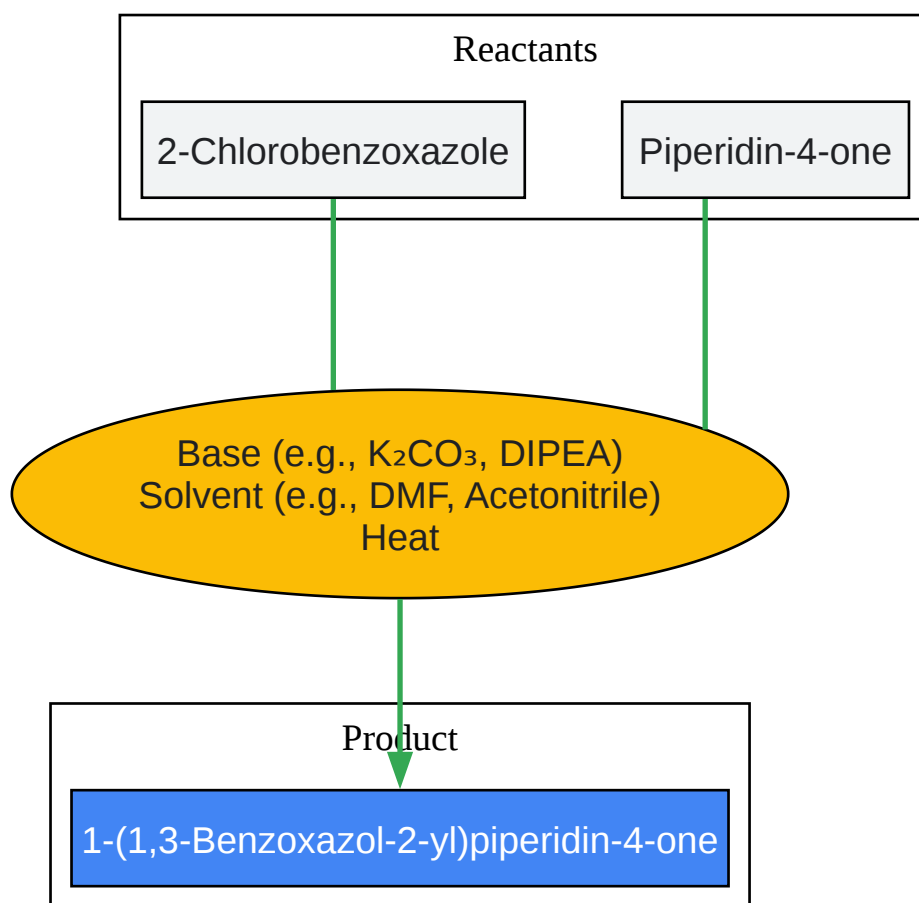 Reactants
2-Chlorobenzoxazole
Piperidin-4-one
Base (e.g., K₂CO₃, DIPEA)
Solvent (e.g., DMF, Acetonitrile)
Heat
Product
1-(1,3-Benzoxazol-2-yl)piperidin-4-one